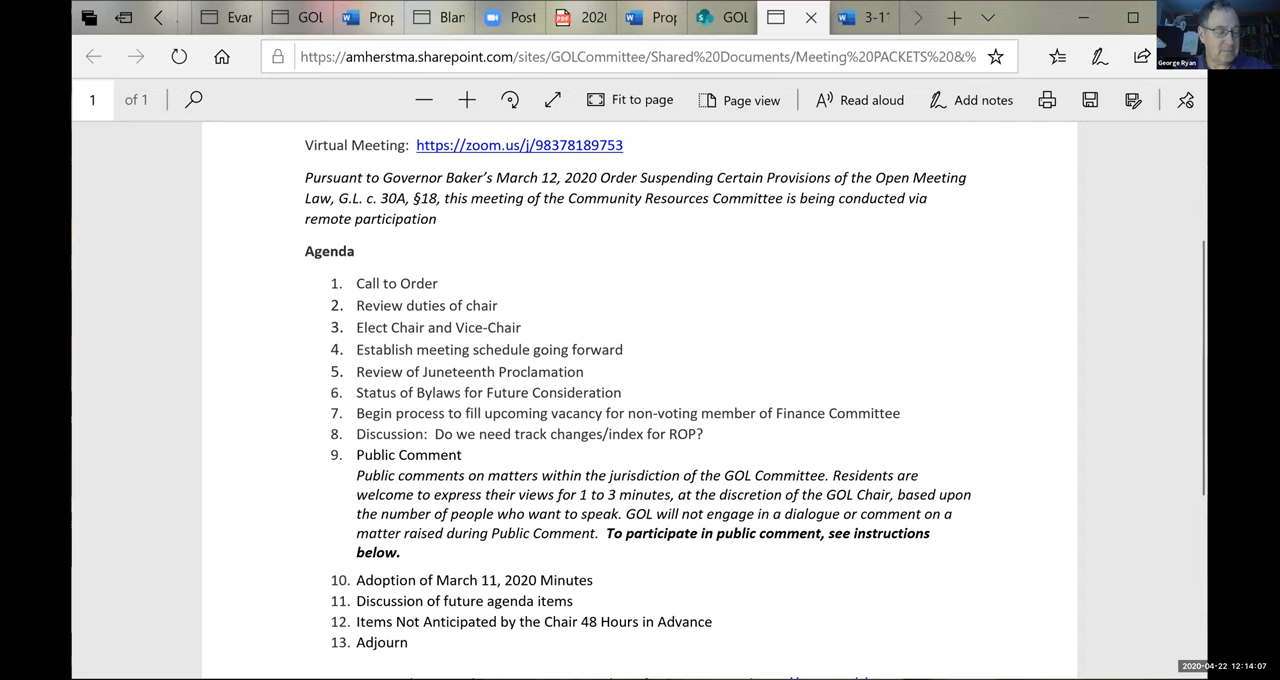 Evar
GOL
Prop
Blan
Post
2020
Prop
GOL
3-11
https://amherstma.sharepoint.com/sites/GOLCommittee/Shared%20Documents/Meeting%20PACKETS%20&%
George Ryan
1 of 1
Fit to page
Page view
Read aloud
Add notes
Virtual Meeting: https://zoom.us/j/98378189753
Pursuant to Governor Baker's March 12, 2020 Order Suspending Certain Provisions of the Open Meeting
Law, G.L. c. 30A, §18, this meeting of the Community Resources Committee is being conducted via
remote participation
Agenda
1. Call to Order
2. Review duties of chair
3. Elect Chair and Vice-Chair
4. Establish meeting schedule going forward
5. Review of Juneteenth Proclamation
6. Status of Bylaws for Future Consideration
7. Begin process to fill upcoming vacancy for non-voting member of Finance Committee
8. Discussion: Do we need track changes/index for ROP?
9. Public Comment
Public comments on matters within the jurisdiction of the GOL Committee. Residents are
welcome to express their views for 1 to 3 minutes, at the discretion of the GOL Chair, based upon
the number of people who want to speak. GOL will not engage in a dialogue or comment on a
matter raised during Public Comment. To participate in public comment, see instructions
below.
10. Adoption of March 11, 2020 Minutes
11. Discussion of future agenda items
12. Items Not Anticipated by the Chair 48 Hours in Advance
13. Adjourn
2020-04-22 12:14:07